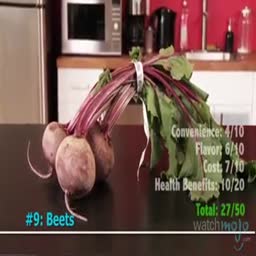 Convenience: 4/10
Flavor: 6/10
Cost: 7/10
Health Benefits: 10/20
Total: 27/50
#9: Beets
watchmojo